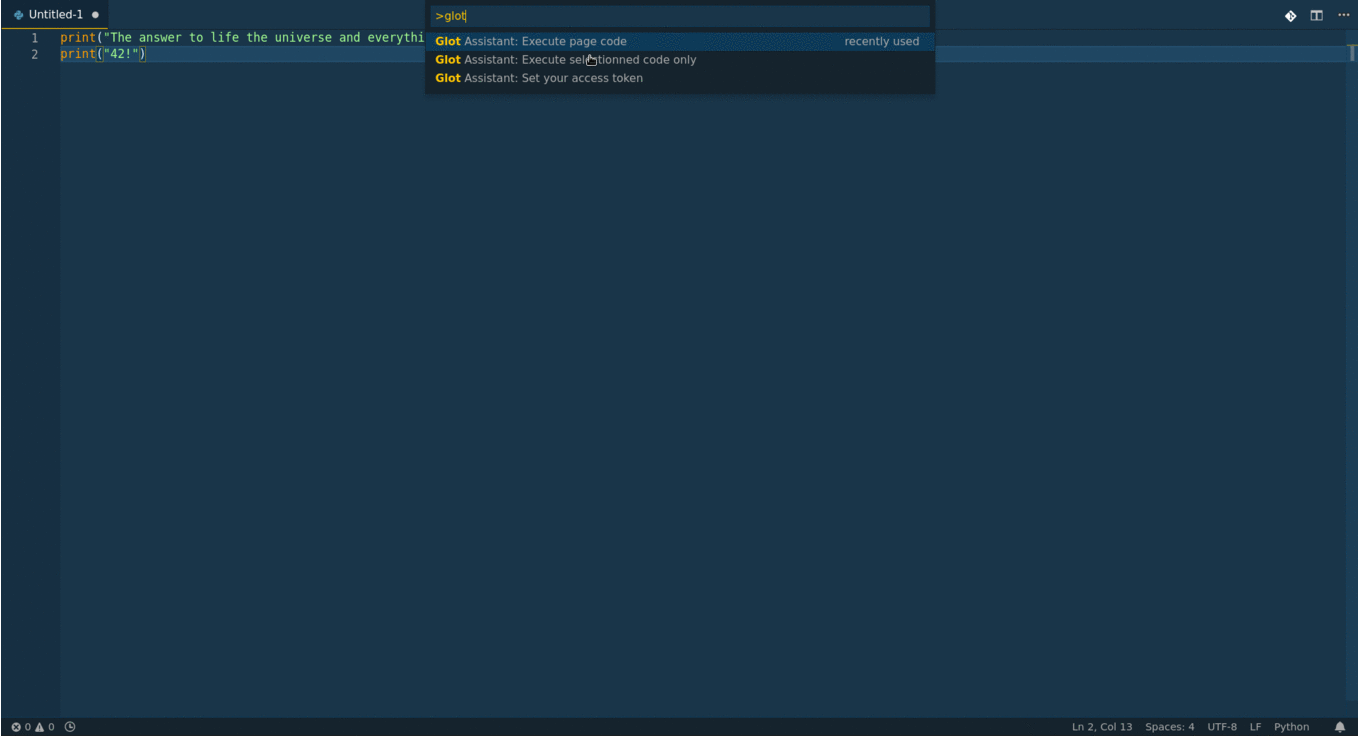 Untitled-1
>glot
1 print("The answer to life the universe and everythi
2 print("42!")
Glot Assistant: Execute page code recently used
Glot Assistant: Execute selectionned code only
Glot Assistant: Set your access token
0 0 Ln 2, Col 13 Spaces: 4 UTF-8 LF Python